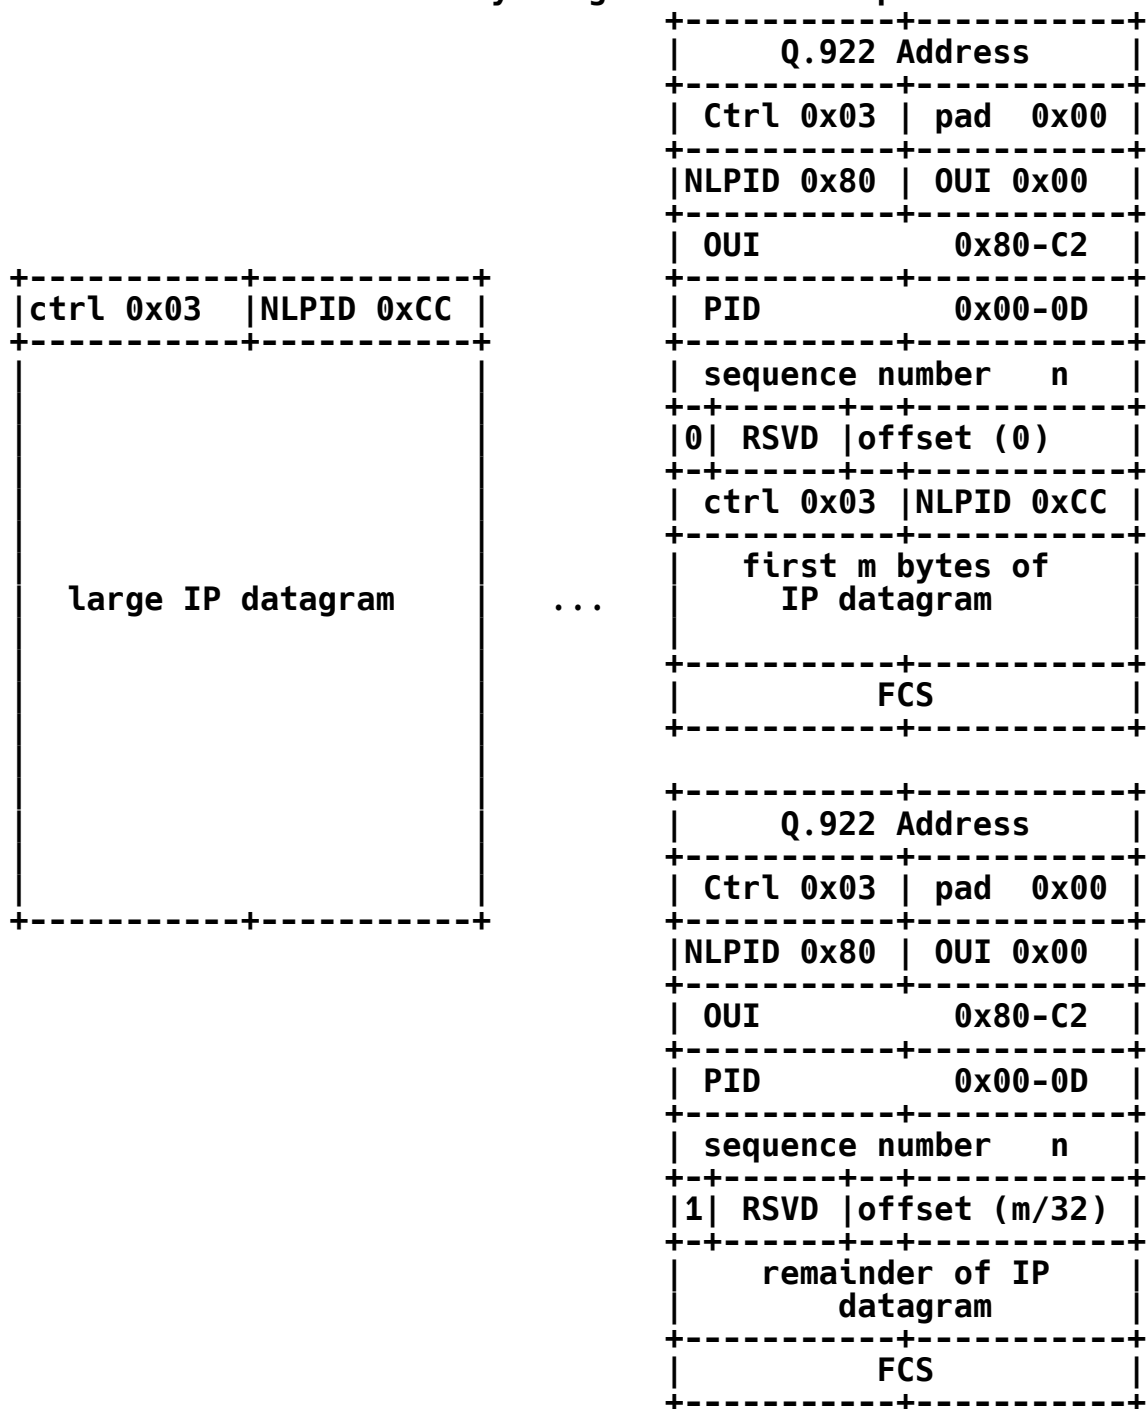 Q.922 Address
Ctrl 0x03 | pad 0x00
NLPID 0x80 | OUI 0x00
OUI 0x80-C2
ctrl 0x03 |NLPID 0xCC
PID 0x00-0D
sequence number n
0| RSVD |offset (0)
ctrl 0x03 |NLPID 0xCC
first m bytes of
large IP datagram ... IP datagram
FCS
Q.922 Address
Ctrl 0x03 | pad 0x00
NLPID 0x80 | OUI 0x00
OUI 0x80-C2
PID 0x00-0D
sequence number n
1| RSVD |offset (m/32)
remainder of IP
datagram
FCS